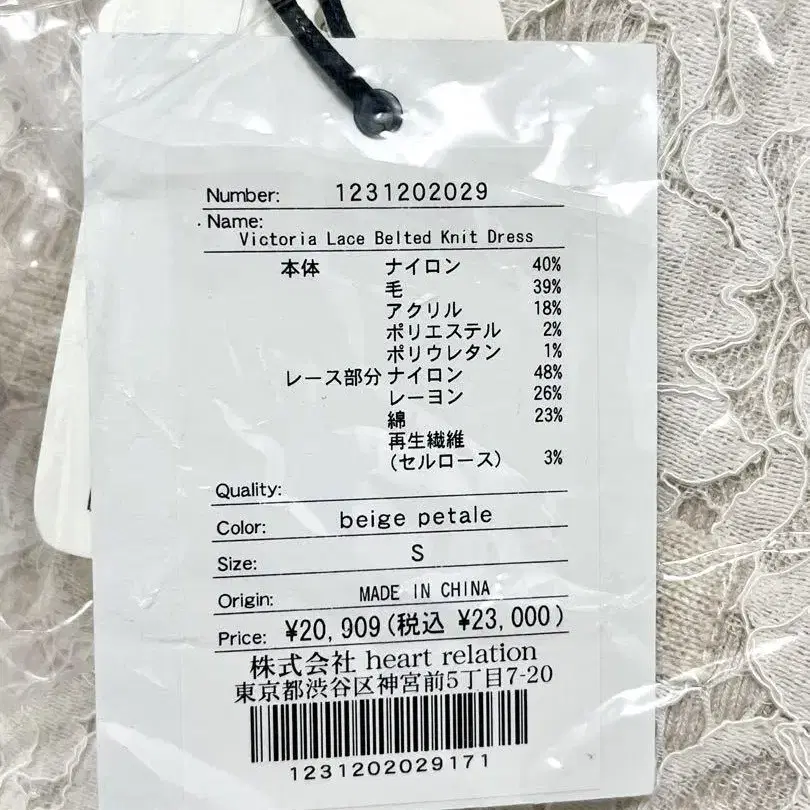 Number: 1231202029
Name:
Victoria Lace Belted Knit Dress
本体 ナイロン 40%
毛 39%
アクリル 18%
ポリエステル 2%
ポリウレタン 1%
レース部分 ナイロン 48%
レーヨン 26%
綿 23%
再生繊維
(セルロース) 3%
Quality:
Color: beige petale
Size: S
Origin: MADE IN CHINA
Price: ¥20,909(税込 ¥23,000)
株式会社 heart relation
東京都渋谷区神宮前5丁目7-20
1231202029171